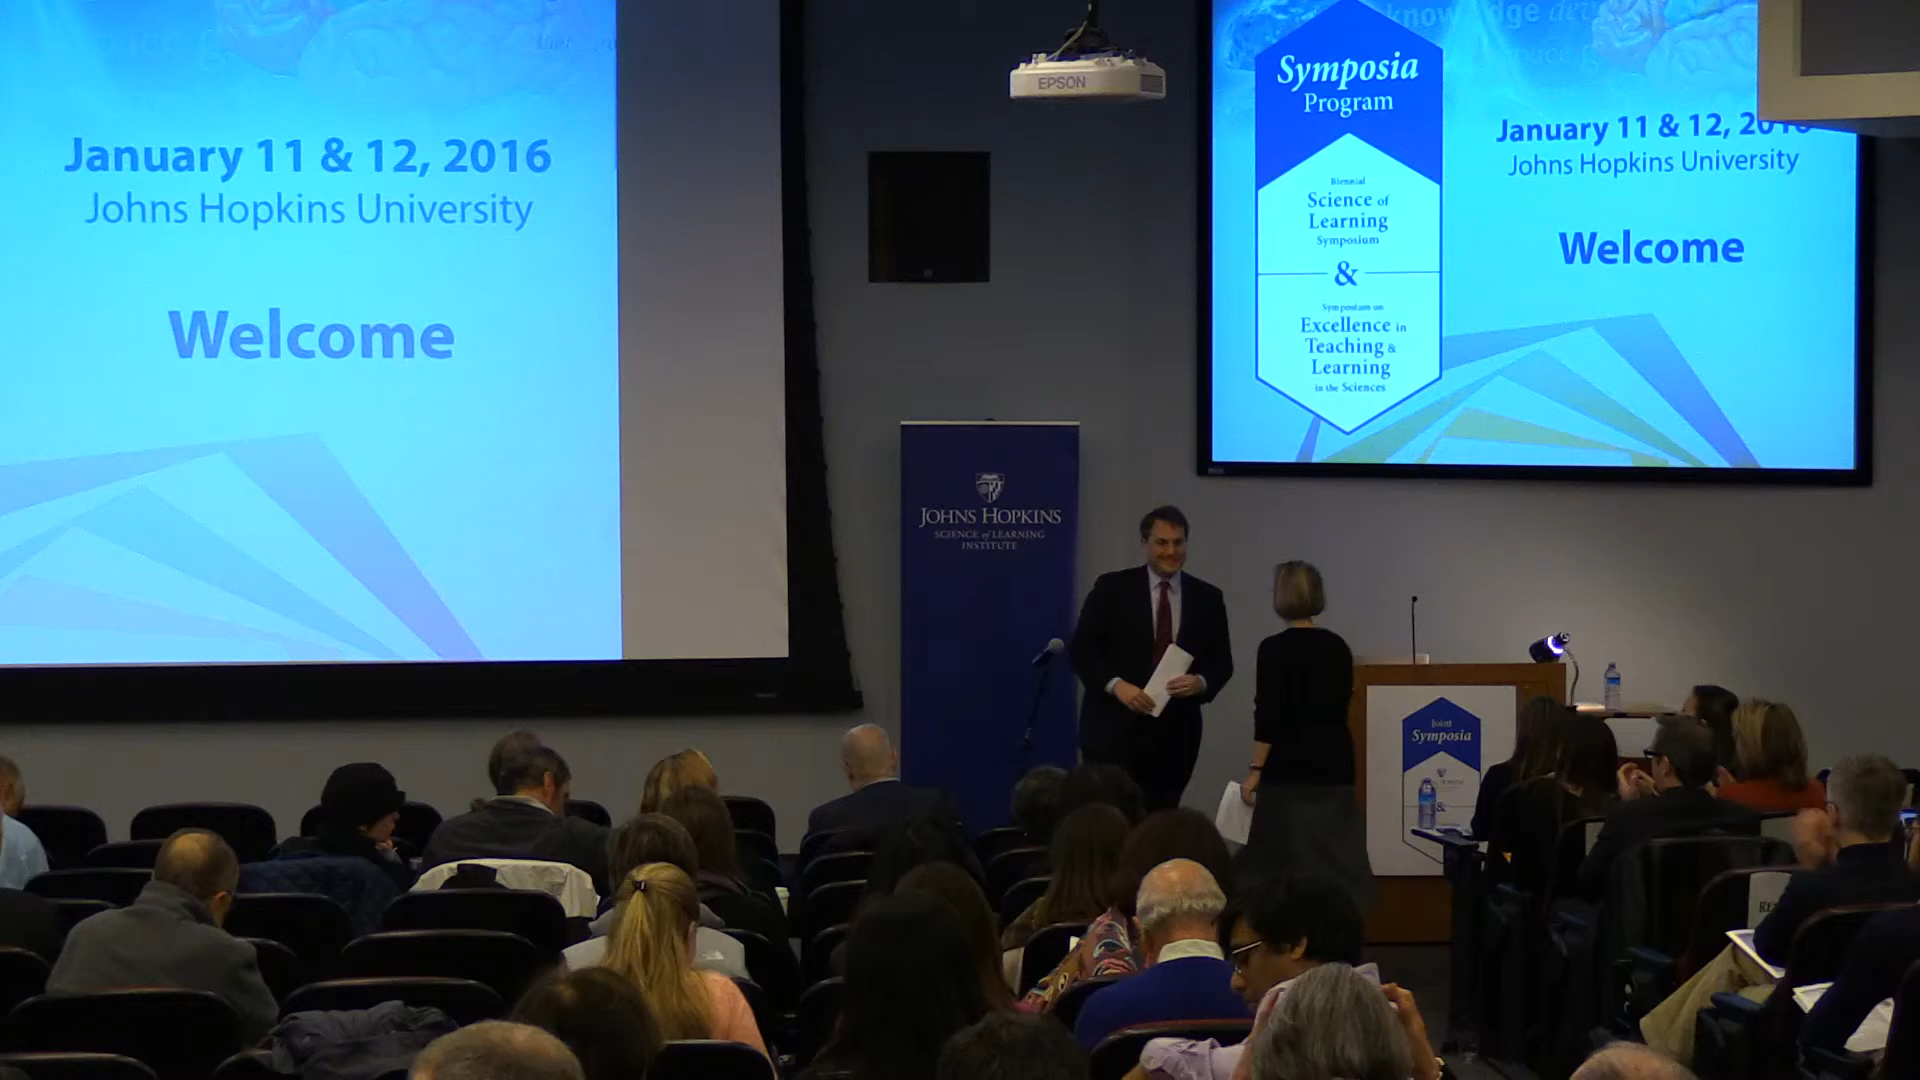 January 11 & 12, 2016
Johns Hopkins University
Welcome
EPSON
knowledge
Symposia
Program
Biennial
Science of
Learning
Symposium
&
Symposium on
Excellence in
Teaching &
Learning
in the Sciences
January 11 & 12, 2016
Johns Hopkins University
Welcome
JOHNS HOPKINS
SCIENCE of LEARNING
INSTITUTE
Joint
Symposia
&